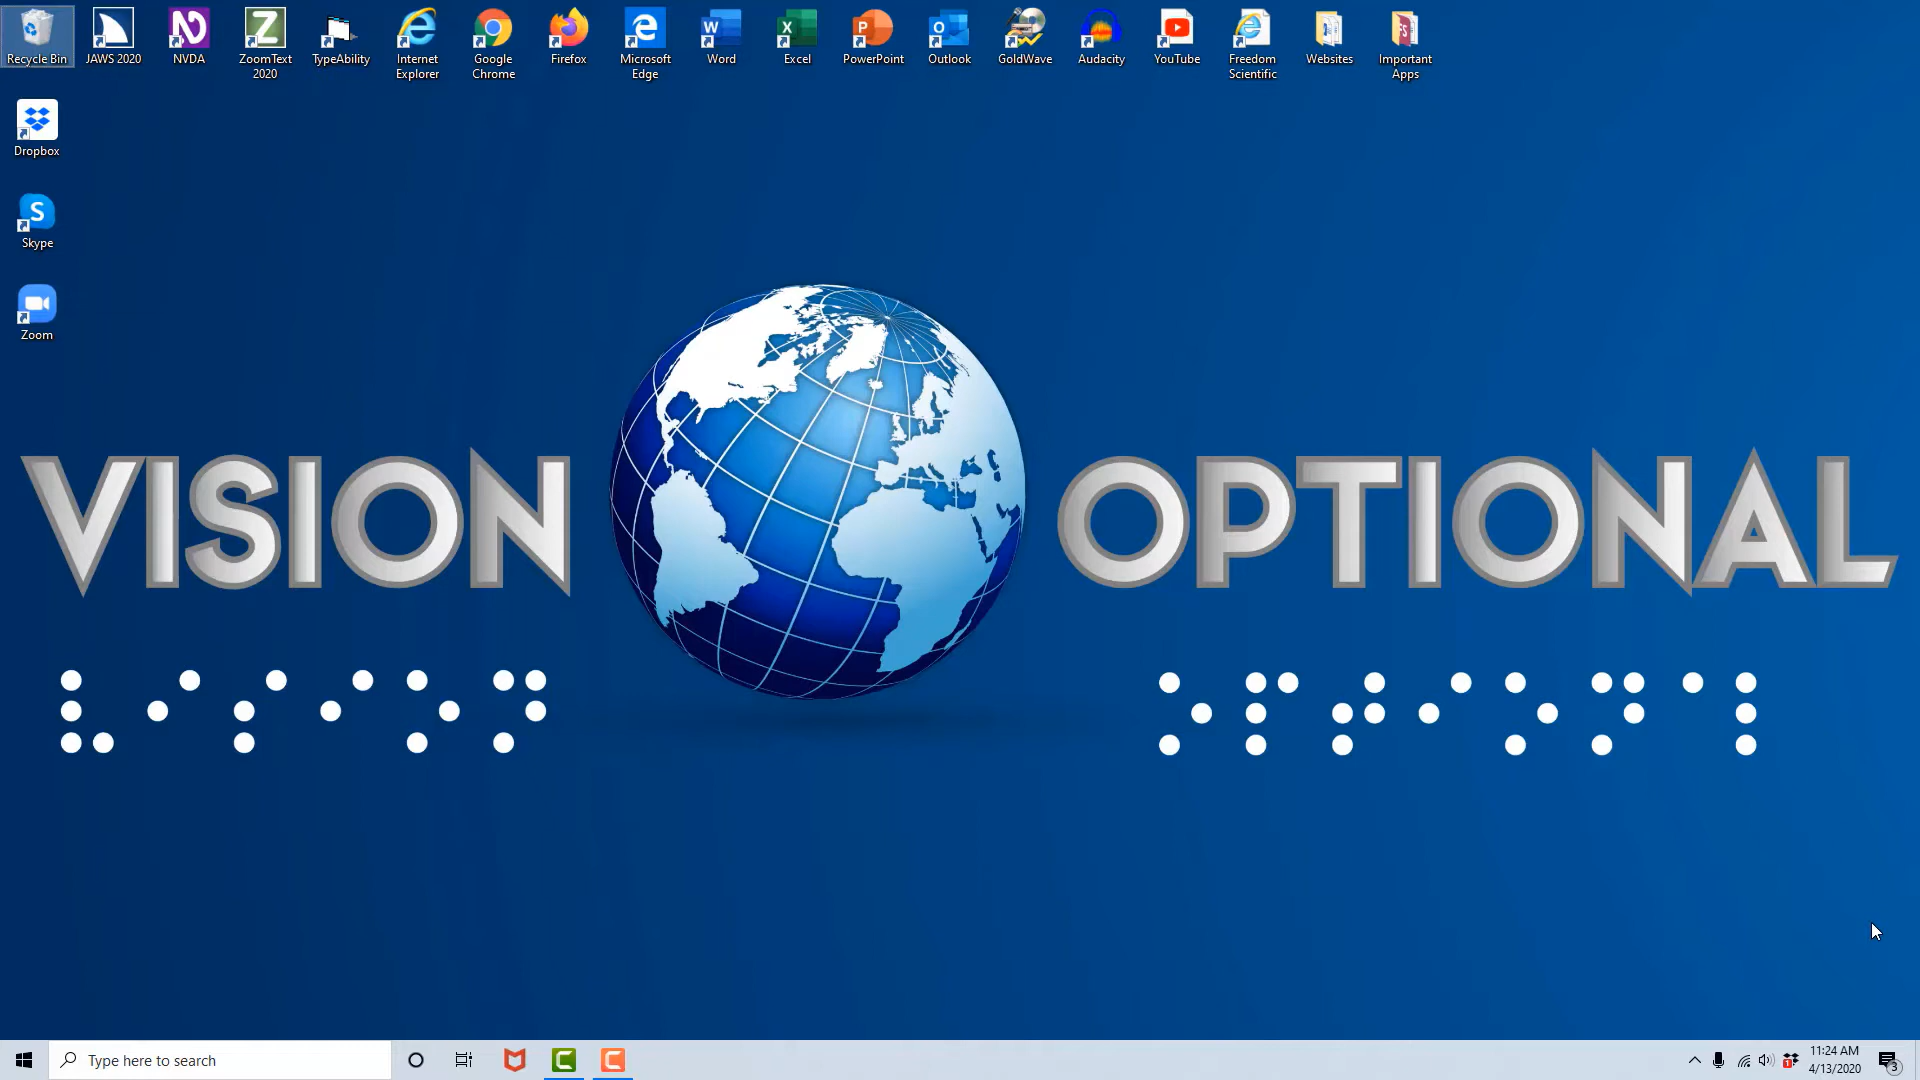 Recycle Bin
JAWS 2020
NVDA
ZoomText
2020
TypeAbility
Internet
Explorer
Google
Chrome
Firefox
Microsoft
Edge
Word
Excel
PowerPoint
Outlook
GoldWave
Audacity
YouTube
Freedom
Scientific
Websites
Important
Apps
Dropbox
Skype
Zoom
VISION OPTIONAL
⠧⠊⠎⠊⠕⠝ ⠕⠏⠞⠊⠕⠝⠁⠇
Type here to search
11:24 AM
4/13/2020
3